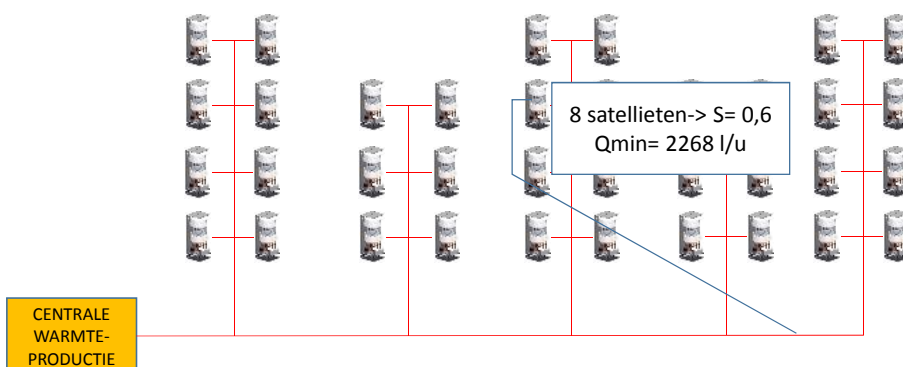 8 satellieten-> S= 0,6
Qmin= 2268 l/u
CENTRALE
WARMTE-
PRODUCTIE